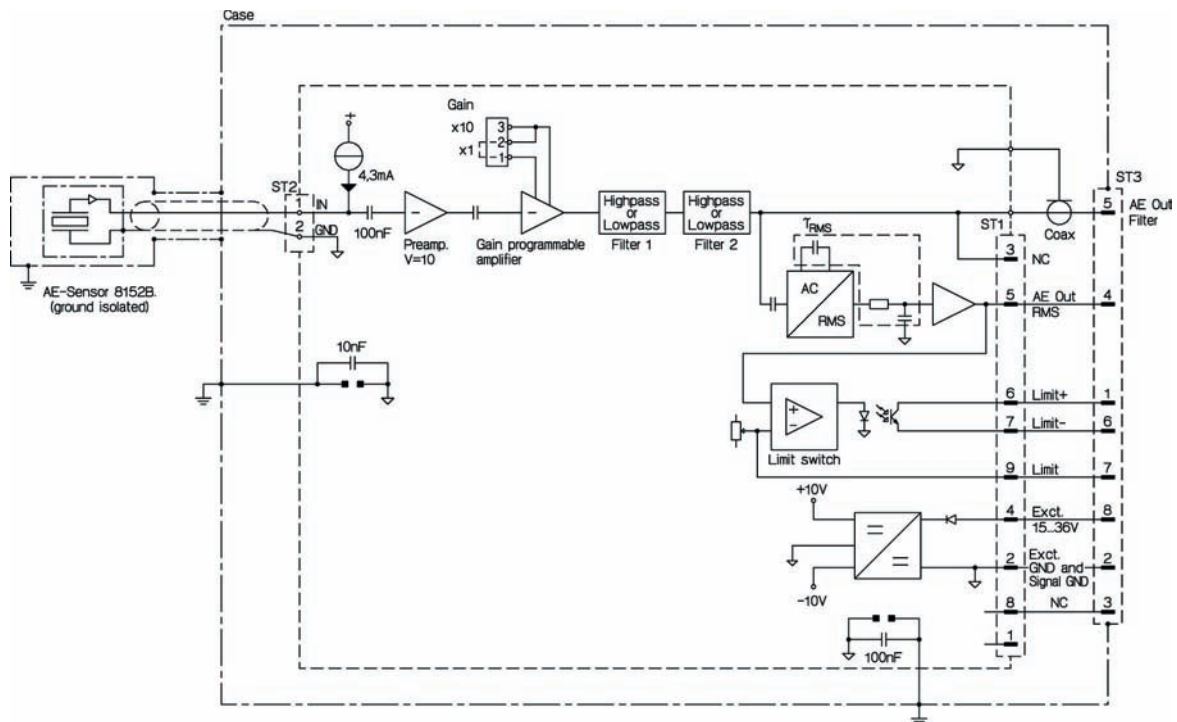 Case
Gain
x10
3
-2
x1
-1
+
4,3mA
ST2
1
IN
2
GND
100nF
Preamp.
V=10
Gain programmable
amplifier
Highpass
or
Lowpass
Filter 1
Highpass
or
Lowpass
Filter 2
τRMS
AC
RMS
ST1
3
NC
Coax
ST3
5
AE Out
Filter
5
AE Out
RMS
4
AE-Sensor 8152B.
(ground isolated)
10nF
+
-
Limit switch
6
Limit+
1
7
Limit-
6
9
Limit
7
+10V
4
Exct.
15...36V
8
2
Exct.
GND and
Signal GND
2
-10V
8
NC
3
1
100nF